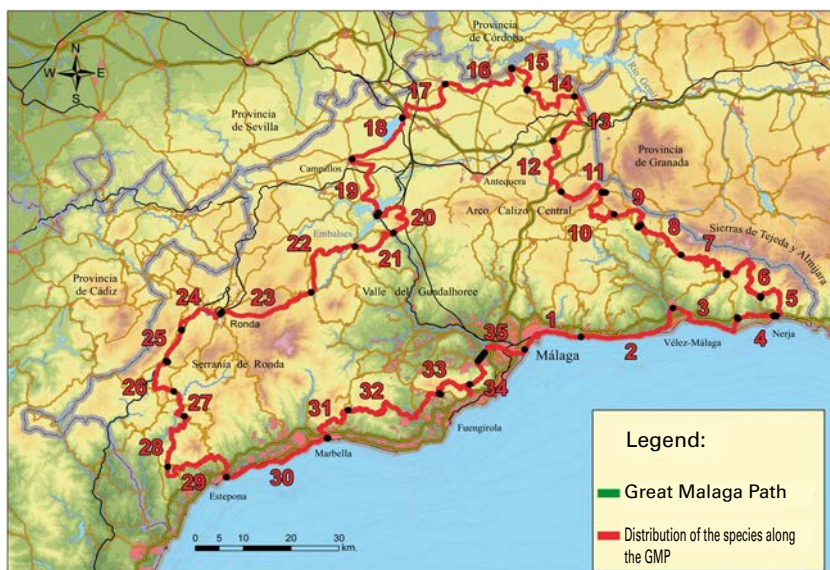 Provincia
de Córdoba
N
W E
S
Río Genil
15
16
14
17
13
18
Provincia
de Sevilla
Provincia
de Granada
12
11
Campillos
Antequera
19
9
Arco Calizo Central
20
10
Sierras de Tejeda y Almijara
8
Embalses
22
21
7
Provincia
de Cádiz
6
Valle del Guadalhorce
24
23
5
Ronda
3
1
Nerja
4
25
35
Málaga
2
Vélez-Málaga
Serranía de Ronda
26
33
34
27
32
31
Fuengirola
28
Marbella
30
29
Estepona
0 5 10 20 30
km.
Legend:
Great Malaga Path
Distribution of the species along
the GMP